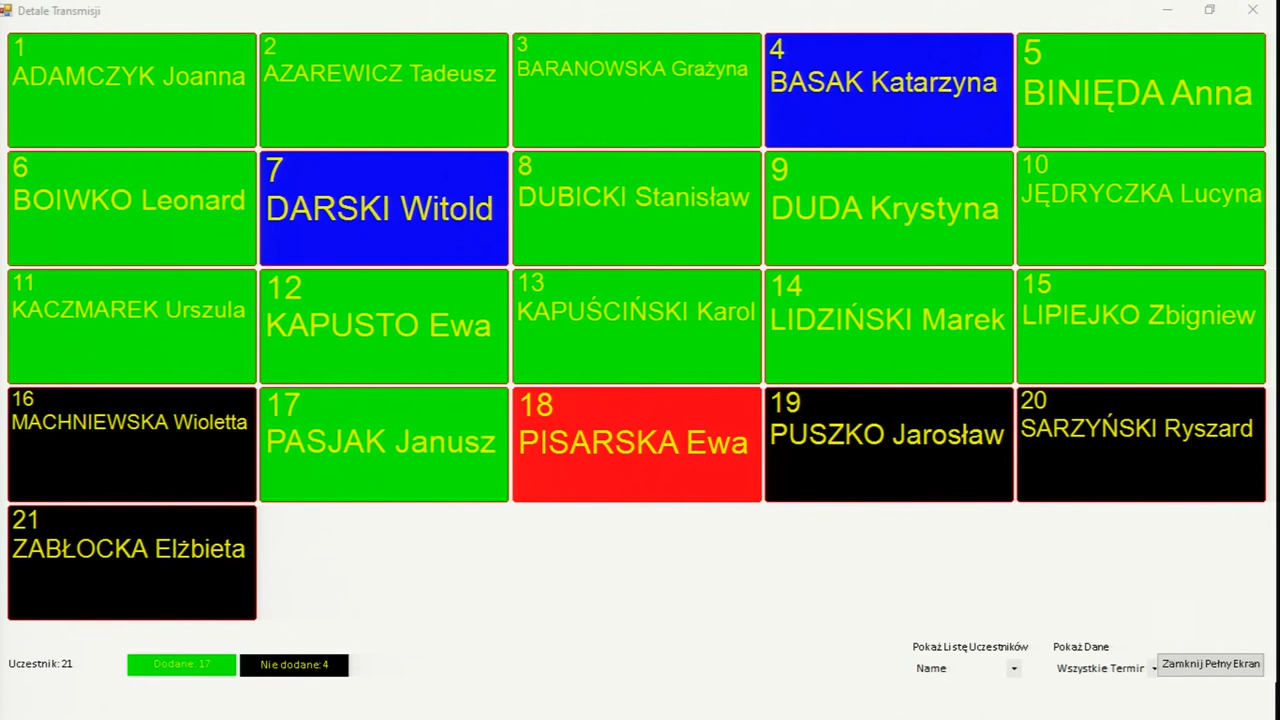 Detale Transmisji
1
ADAMCZYK Joanna
2
AZAREWICZ Tadeusz
3
BARANOWSKA Grażyna
4
BASAK Katarzyna
5
BINIĘDA Anna
6
BOIWKO Leonard
7
DARSKI Witold
8
DUBICKI Stanisław
9
DUDA Krystyna
10
JĘDRYCZKA Lucyna
11
KACZMAREK Urszula
12
KAPUSTO Ewa
13
KAPUŚCIŃSKI Karol
14
LIDZIŃSKI Marek
15
LIPIEJKO Zbigniew
16
MACHNIEWSKA Wioletta
17
PASJAK Janusz
18
PISARSKA Ewa
19
PUSZKO Jarosław
20
SARZYŃSKI Ryszard
21
ZABŁOCKA Elżbieta
Uczestnik: 21
Dodane: 17
Nie dodane: 4
Pokaż Listę Uczestników
Name
Pokaż Dane
Wszystkie Termir
Zamknij Pełny Ekran